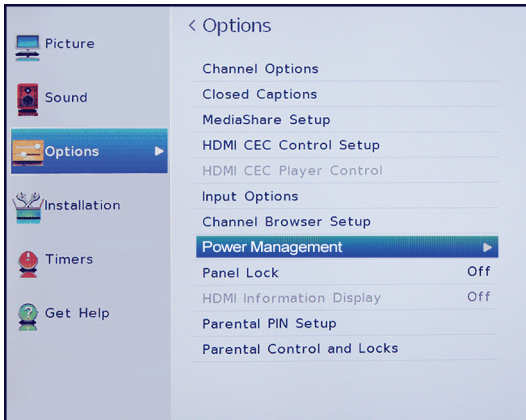 Options
Picture
Sound
Options
Installation
Timers
Get Help
Channel Options
Closed Captions
MediaShare Setup
HDMI CEC Control Setup
HDMI CEC Player Control
Input Options
Channel Browser Setup
Power Management
Panel Lock Off
HDMI Information Display Off
Parental PIN Setup
Parental Control and Locks